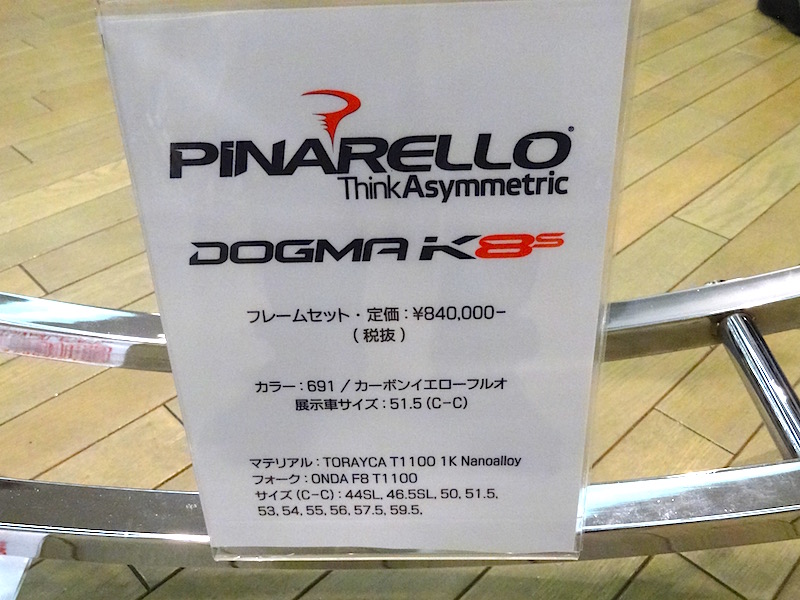 PINARELLO
ThinkAsymmetric
DOGMA K8S
フレームセット・定価:¥840,000-
(税抜)
カラー:691 / カーボンイエローフルオ
展示車サイズ:51.5 (C-C)
マテリアル:TORAYCA T1100 1K Nanoalloy
フォーク:ONDA F8 T1100
サイズ (C-C):44SL, 46.5SL, 50, 51.5,
53, 54, 55, 56, 57.5, 59.5,